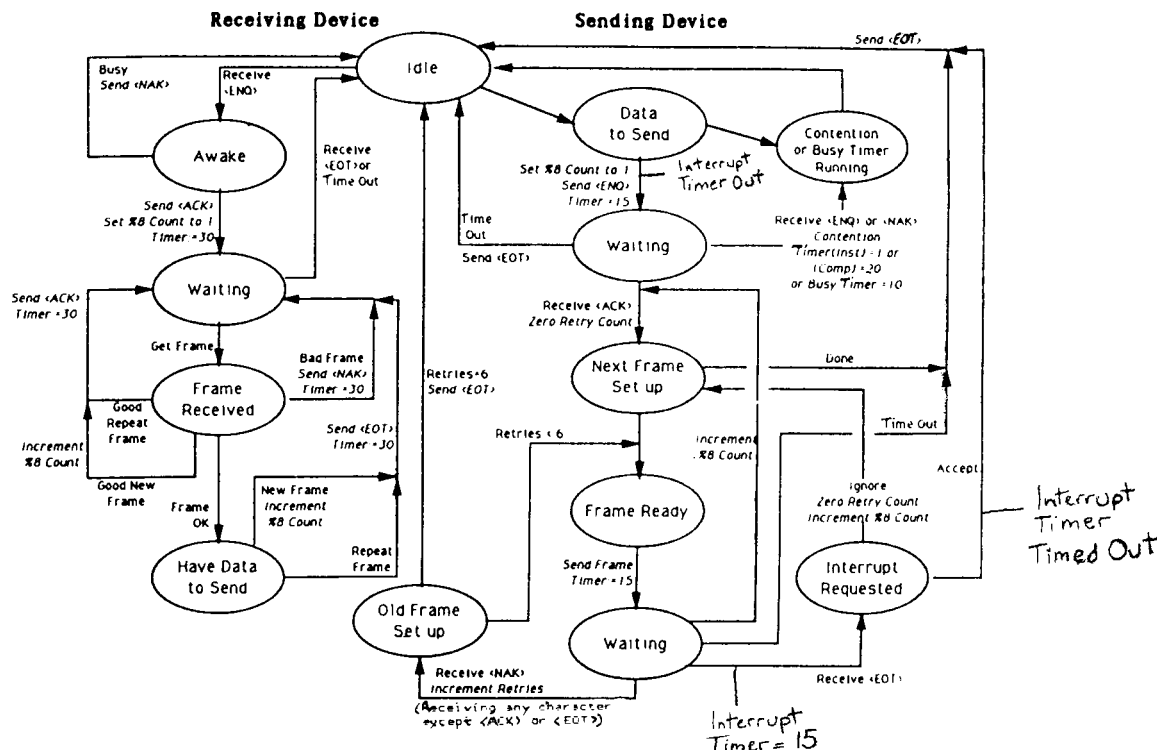 Receiving Device
Sending Device
Idle
Send <EOT>
Busy
Send <NAK>
Receive
<ENQ>
Awake
Receive
<EOT> or
Time Out
Data
to Send
Contention
or Busy Timer
Running
Set %8 Count to 1
Send <ENQ>
Timer = 15
Interrupt
Timer Out
Send <ACK>
Set %8 Count to 1
Timer = 30
Time
Out
Send <EOT>
Waiting
Receive <ENQ> or <NAK>
Contention
Timer(Inst) = 1 or
(Comp) = 20
or Busy Timer = 10
Waiting
Send <ACK>
Timer = 30
Receive <ACK>
Zero Retry Count
Get Frame
Bad Frame
Send <NAK>
Timer = 30
Frame
Received
Retries=6
Send <EOT>
Next Frame
Set up
Done
Good
Repeat
Frame
Increment
%8 Count
Good New
Frame
Send <EOT>
Timer = 30
Retries < 6
Increment
%8 Count
Time Out
Accept
Frame
OK
New Frame
Increment
%8 Count
Frame Ready
Ignore
Zero Retry Count
Increment %8 Count
Interrupt
Timer
Timed Out
Have Data
to Send
Repeat
Frame
Send Frame
Timer = 15
Interrupt
Requested
Old Frame
Set up
Waiting
Receive <NAK>
Increment Retries
(Receiving any character
except <ACK> or <EOT>)
Receive <EOT>
Interrupt
Timer = 15